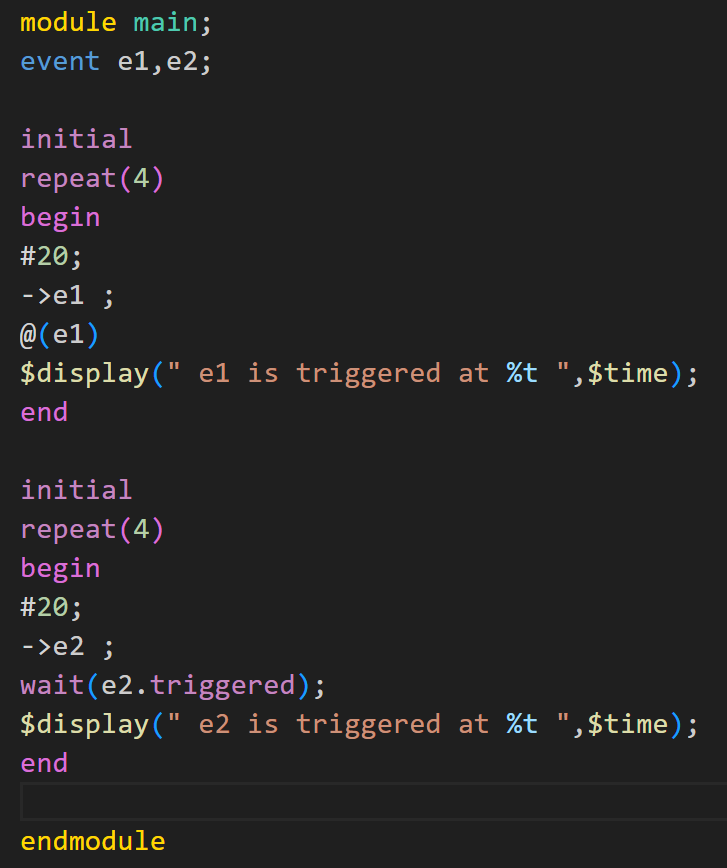 module main;
event e1,e2;
initial
repeat(4)
begin
#20;
->e1 ;
@(e1)
$display(" e1 is triggered at %t ",$time);
end
initial
repeat(4)
begin
#20;
->e2 ;
wait(e2.triggered);
$display(" e2 is triggered at %t ",$time);
end
endmodule